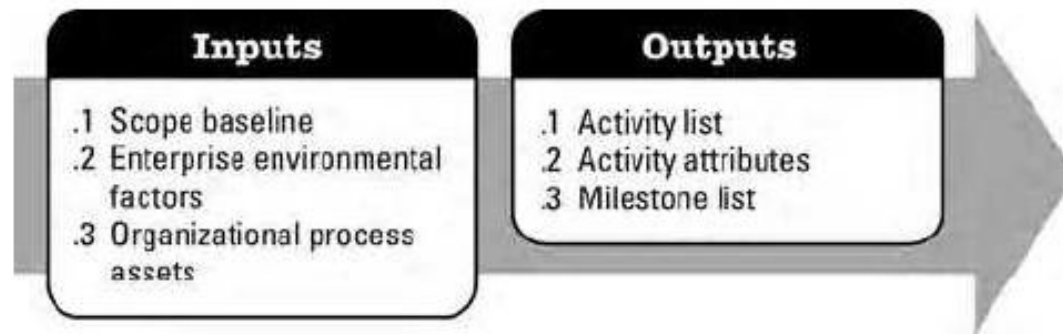 Inputs
.1 Scope baseline
.2 Enterprise environmental
factors
.3 Organizational process
assets
Outputs
.1 Activity list
.2 Activity attributes
.3 Milestone list